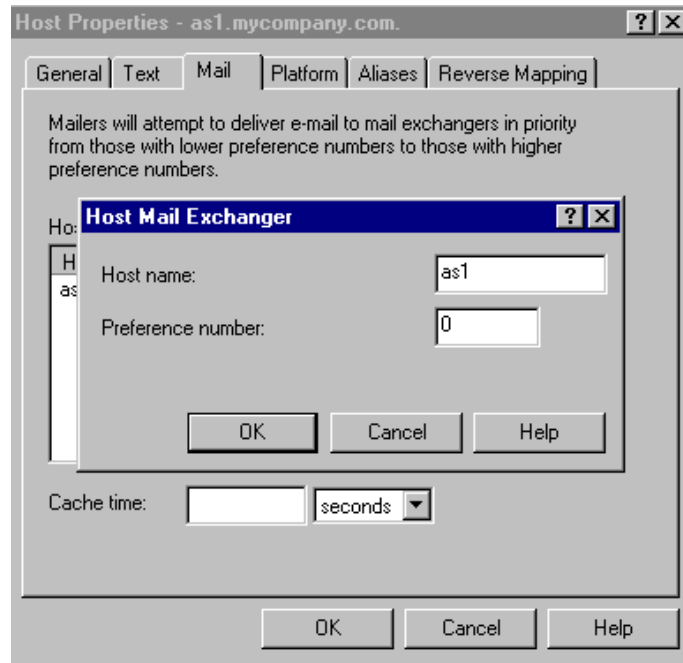 Host Properties - as1.mycompany.com.
General Text Mail Platform Aliases Reverse Mapping
Mailers will attempt to deliver e-mail to mail exchangers in priority
from those with lower preference numbers to those with higher
preference numbers.
Host Mail Exchanger
Host name: as1
Preference number: 0
OK Cancel Help
Cache time: seconds
OK Cancel Help